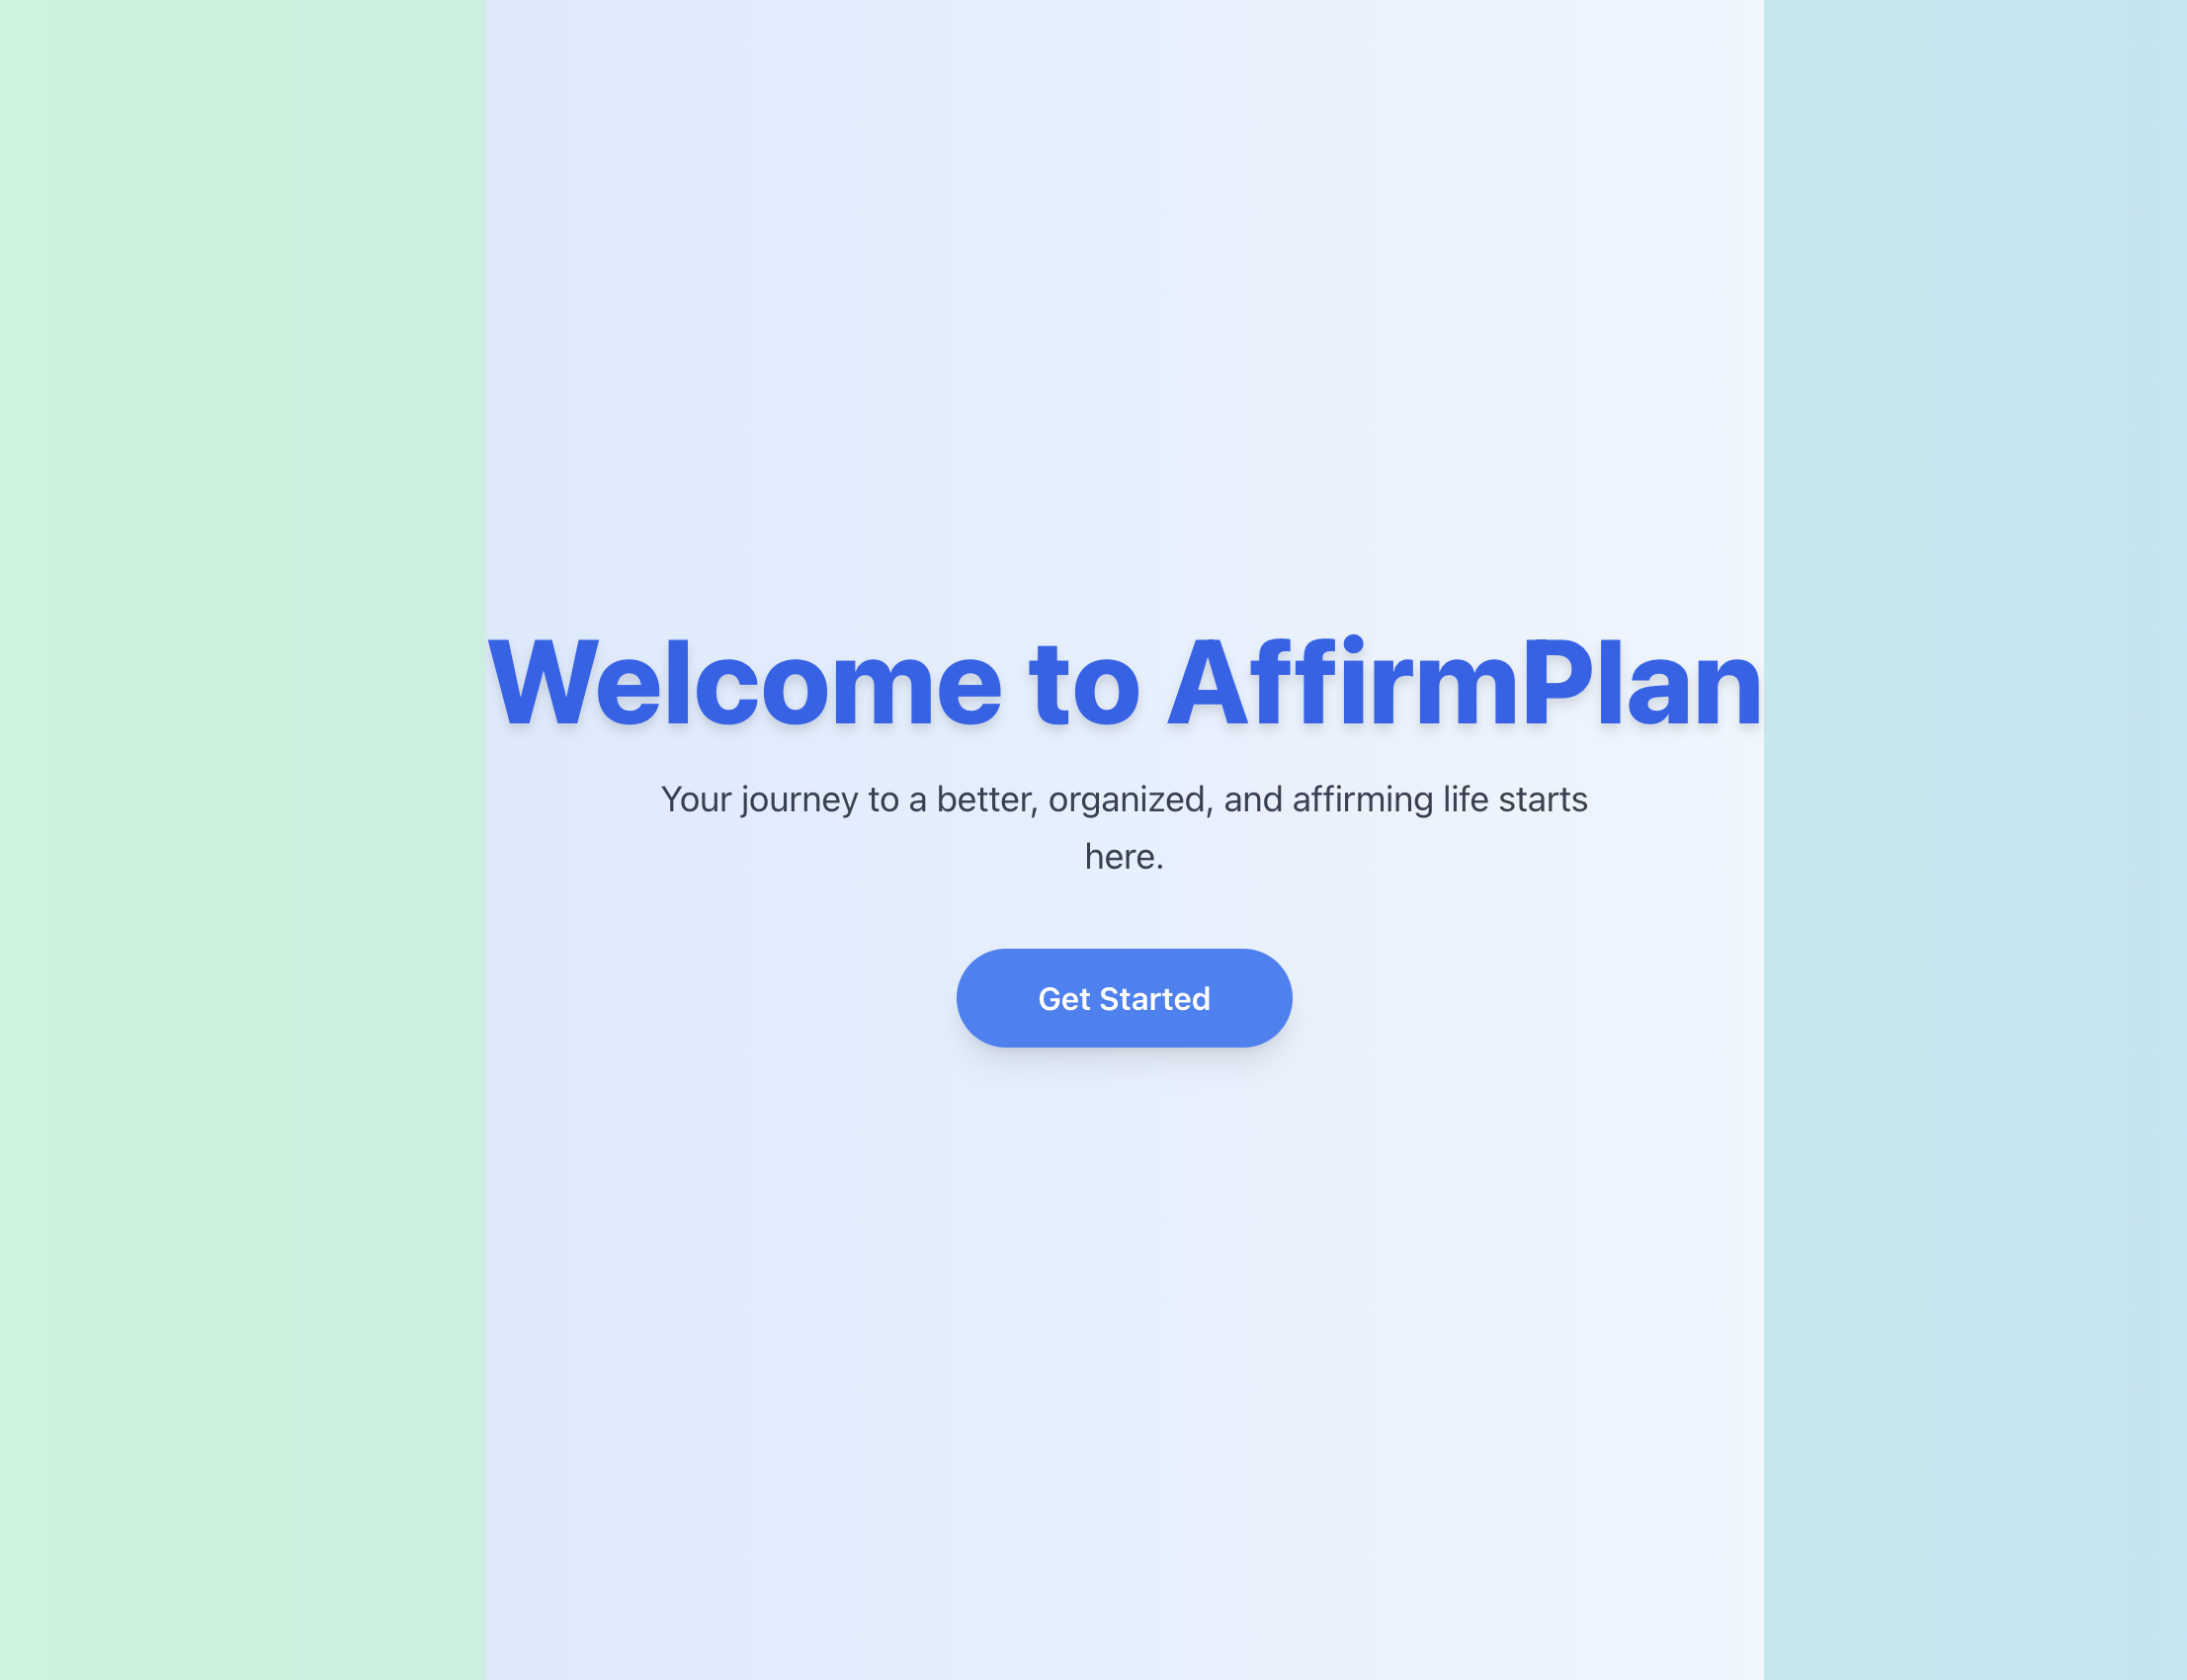 Welcome to AffirmPlan
Your journey to a better, organized, and affirming life starts
here.
Get Started